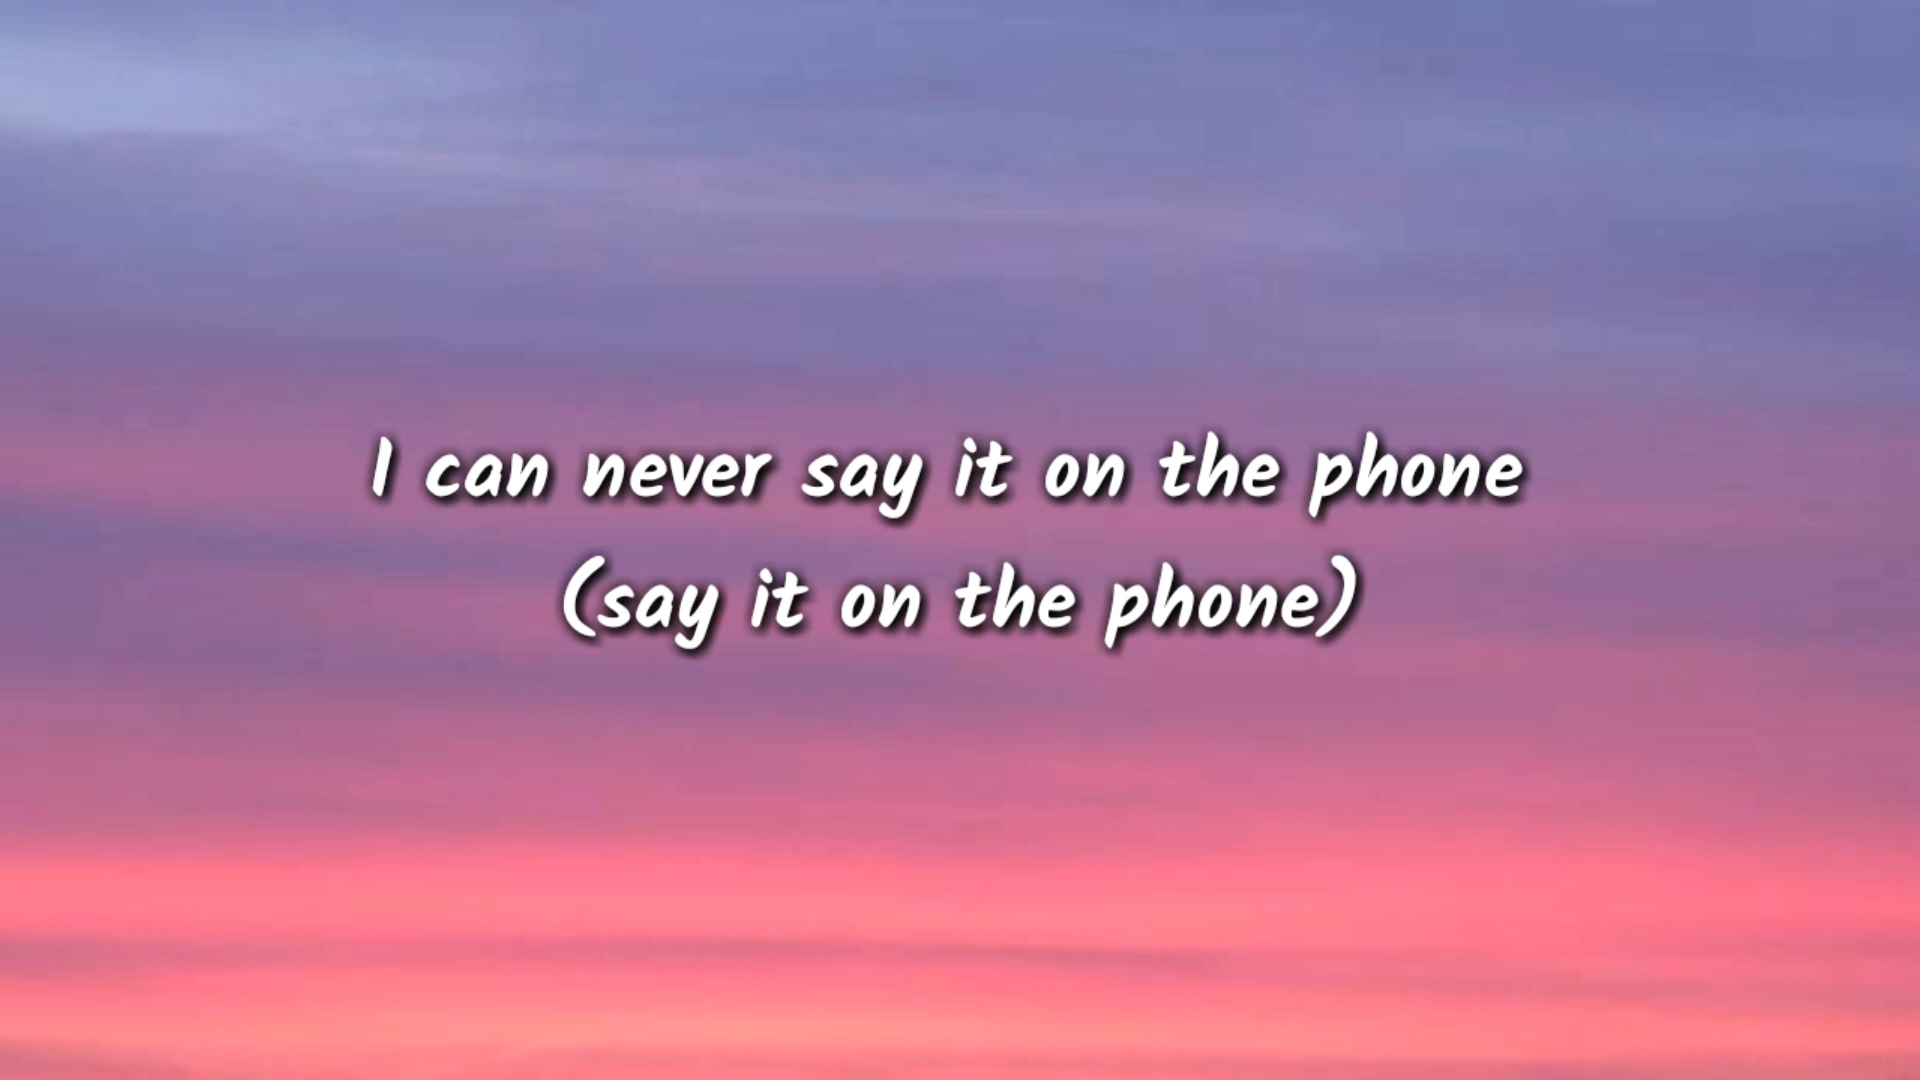 I can never say it on the phone
(say it on the phone)